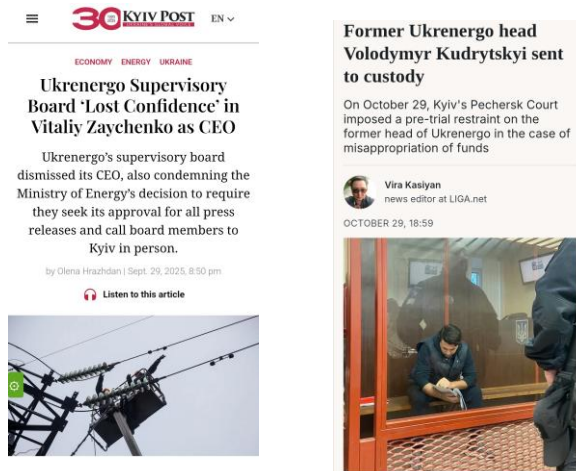 30
KYIV POST
EN
ECONOMY ENERGY UKRAINE
Ukrenergo Supervisory
Board ‘Lost Confidence’ in
Vitaliy Zaychenko as CEO
Ukrenergo’s supervisory board
dismissed its CEO, also condemning the
Ministry of Energy’s decision to require
they seek its approval for all press
releases and call board members to
Kyiv in person.
by Olena Hrazhdan | Sept. 29, 2025, 8:50 pm
Listen to this article
Former Ukrenergo head
Volodymyr Kudrytskyi sent
to custody
On October 29, Kyiv's Pechersk Court
imposed a pre-trial restraint on the
former head of Ukrenergo in the case of
misappropriation of funds
Vira Kasiyan
news editor at LIGA.net
OCTOBER 29, 18:59